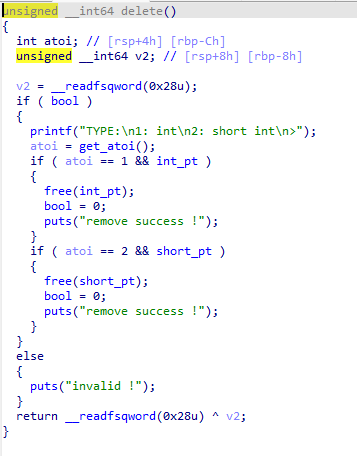 unsigned __int64 delete()
{
  int atoi; // [rsp+4h] [rbp-Ch]
  unsigned __int64 v2; // [rsp+8h] [rbp-8h]

  v2 = __readfsqword(0x28u);
  if ( bool )
  {
    printf("TYPE:\n1: int\n2: short int\n>");
    atoi = get_atoi();
    if ( atoi == 1 && int_pt )
    {
      free(int_pt);
      bool = 0;
      puts("remove success !");
    }
    if ( atoi == 2 && short_pt )
    {
      free(short_pt);
      bool = 0;
      puts("remove success !");
    }
  }
  else
  {
    puts("invalid !");
  }
  return __readfsqword(0x28u) ^ v2;
}